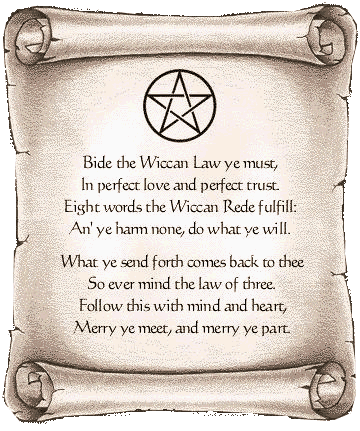 Bide the Wiccan Law ye must,
In perfect love and perfect trust.
Eight words the Wiccan Rede fulfill:
An' ye harm none, do what ye will.
What ye send forth comes back to thee
So ever mind the law of three.
Follow this with mind and heart,
Merry ye meet, and merry ye part.